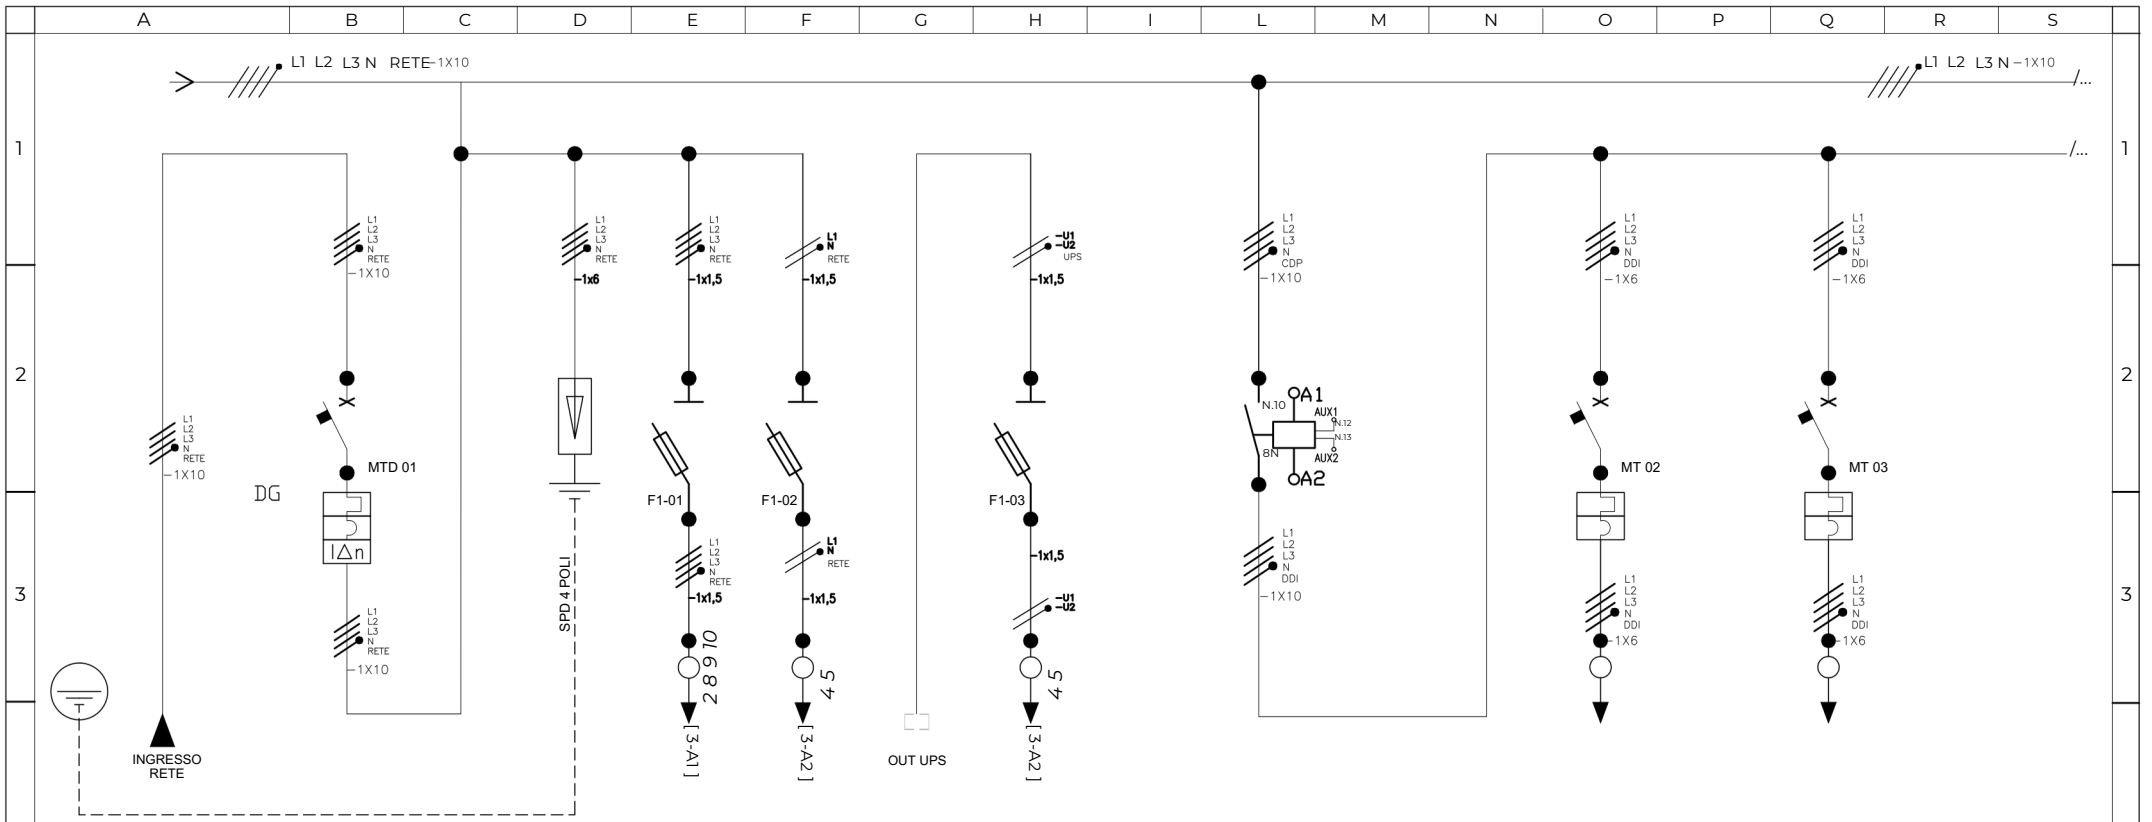 A B C D E F G H I L M N O P Q R S
L1 L2 L3 N RETE-1X10
L1 L2 L3 N-1X10
/...
1
/...
1
L1
L2
L3
N
RETE
-1X10
L1
L2
L3
N
RETE
-1x6
L1
L2
L3
N
RETE
-1x1,5
L1
N
RETE
-1x1,5
-U1
-U2
UPS
-1x1,5
L1
L2
L3
N
CDP
-1X10
L1
L2
L3
N
DDI
-1X6
L1
L2
L3
N
DDI
-1X6
2
2
L1
L2
L3
N
RETE
-1X10
DG
MTD 01
I△n
L1
L2
L3
N
RETE
-1X10
SPD 4 POLI
F1-01
L1
L2
L3
N
RETE
-1x1,5
2 8 9 10
[ 3-A1 ]
F1-02
L1
N
RETE
-1x1,5
4 5
[ 3-A2 ]
OUT UPS
F1-03
-1x1,5
-U1
-U2
4 5
[ 3-A2 ]
N.10
A1
AUX1
N.12
N.13
8N
AUX2
A2
L1
L2
L3
N
DDI
-1X10
MT 02
L1
L2
L3
N
DDI
-1X6
MT 03
L1
L2
L3
N
DDI
-1X6
3
3
INGRESSO
RETE